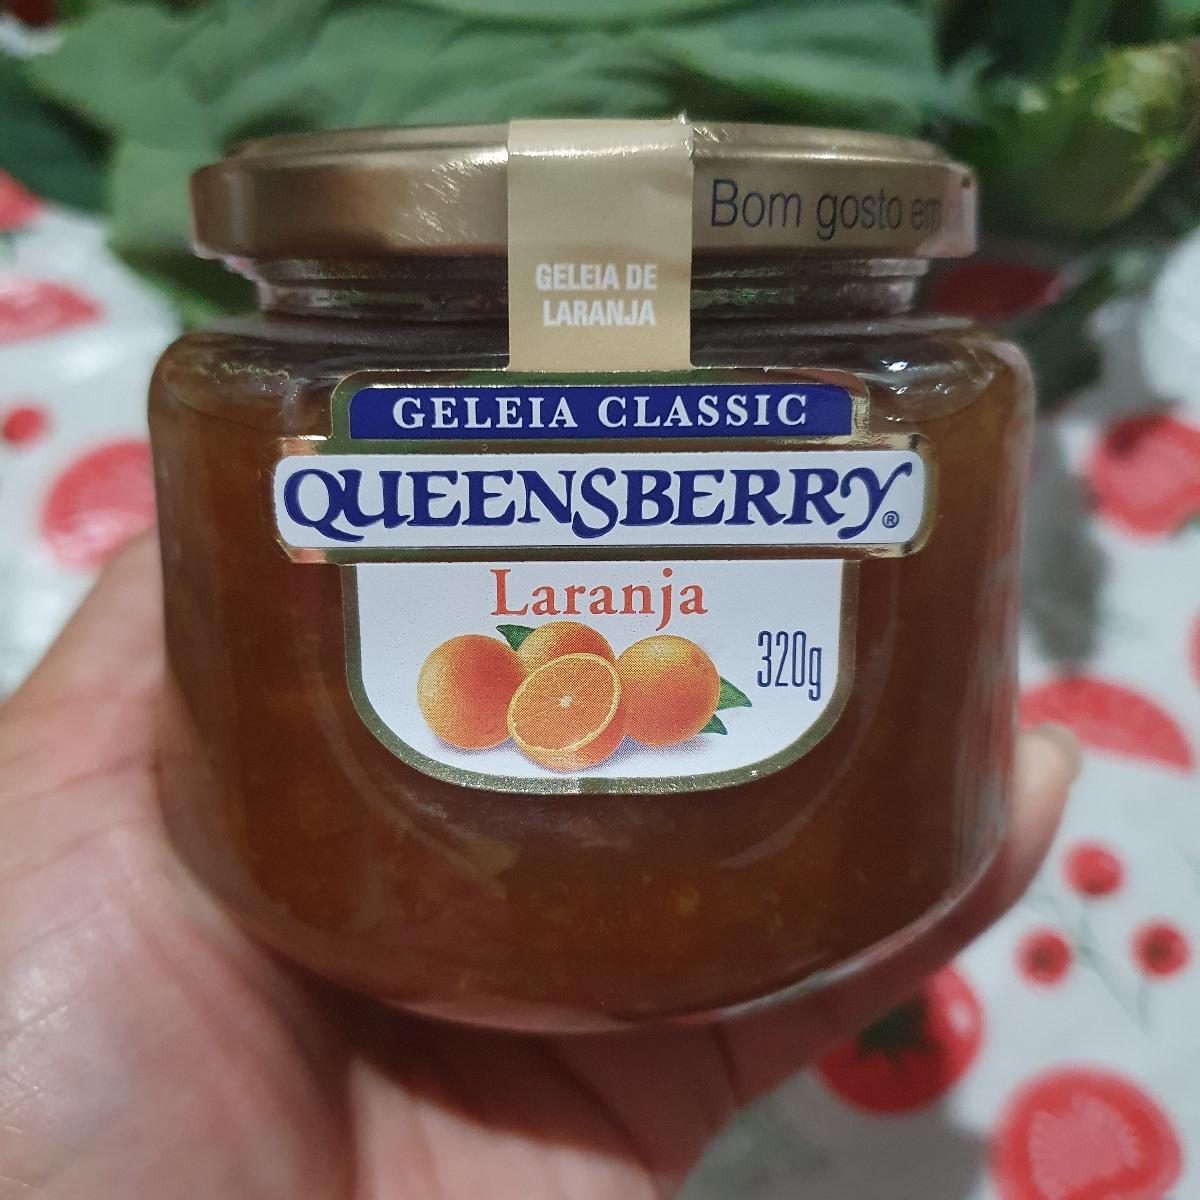 Bom gosto em
GELEIA DE
LARANJA
GELEIA CLASSIC
QUEENSBERRY®
Laranja
320g